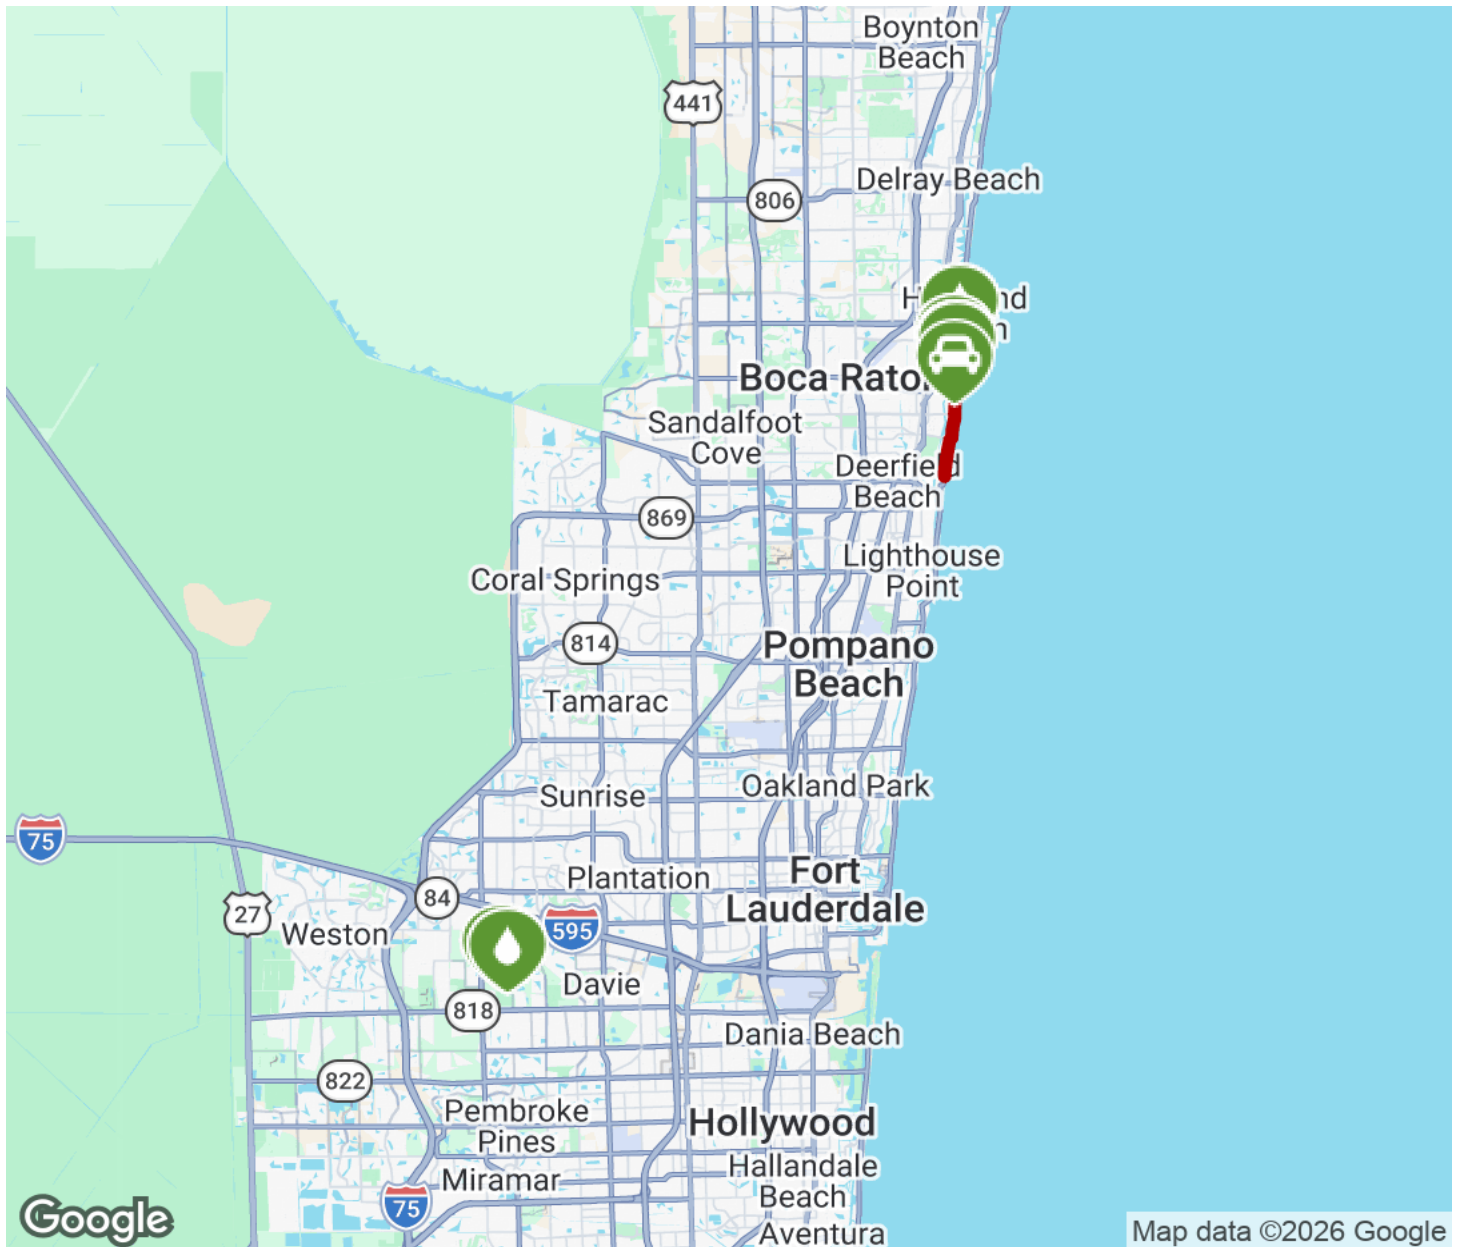 Boynton
Beach
441
Delray Beach
806
Boca Rato
Sandalfoot
Cove
Deerfield
Beach
869
Lighthouse
Point
Coral Springs
814
Pompano
Beach
Tamarac
Oakland Park
Sunrise
75
Fort
Lauderdale
Plantation
84
27
Weston
595
Davie
818
Dania Beach
822
Pembroke
Pines
Hollywood
Hallandale
Beach
Miramar
75
Aventura
Google
Map data ©2026 Google